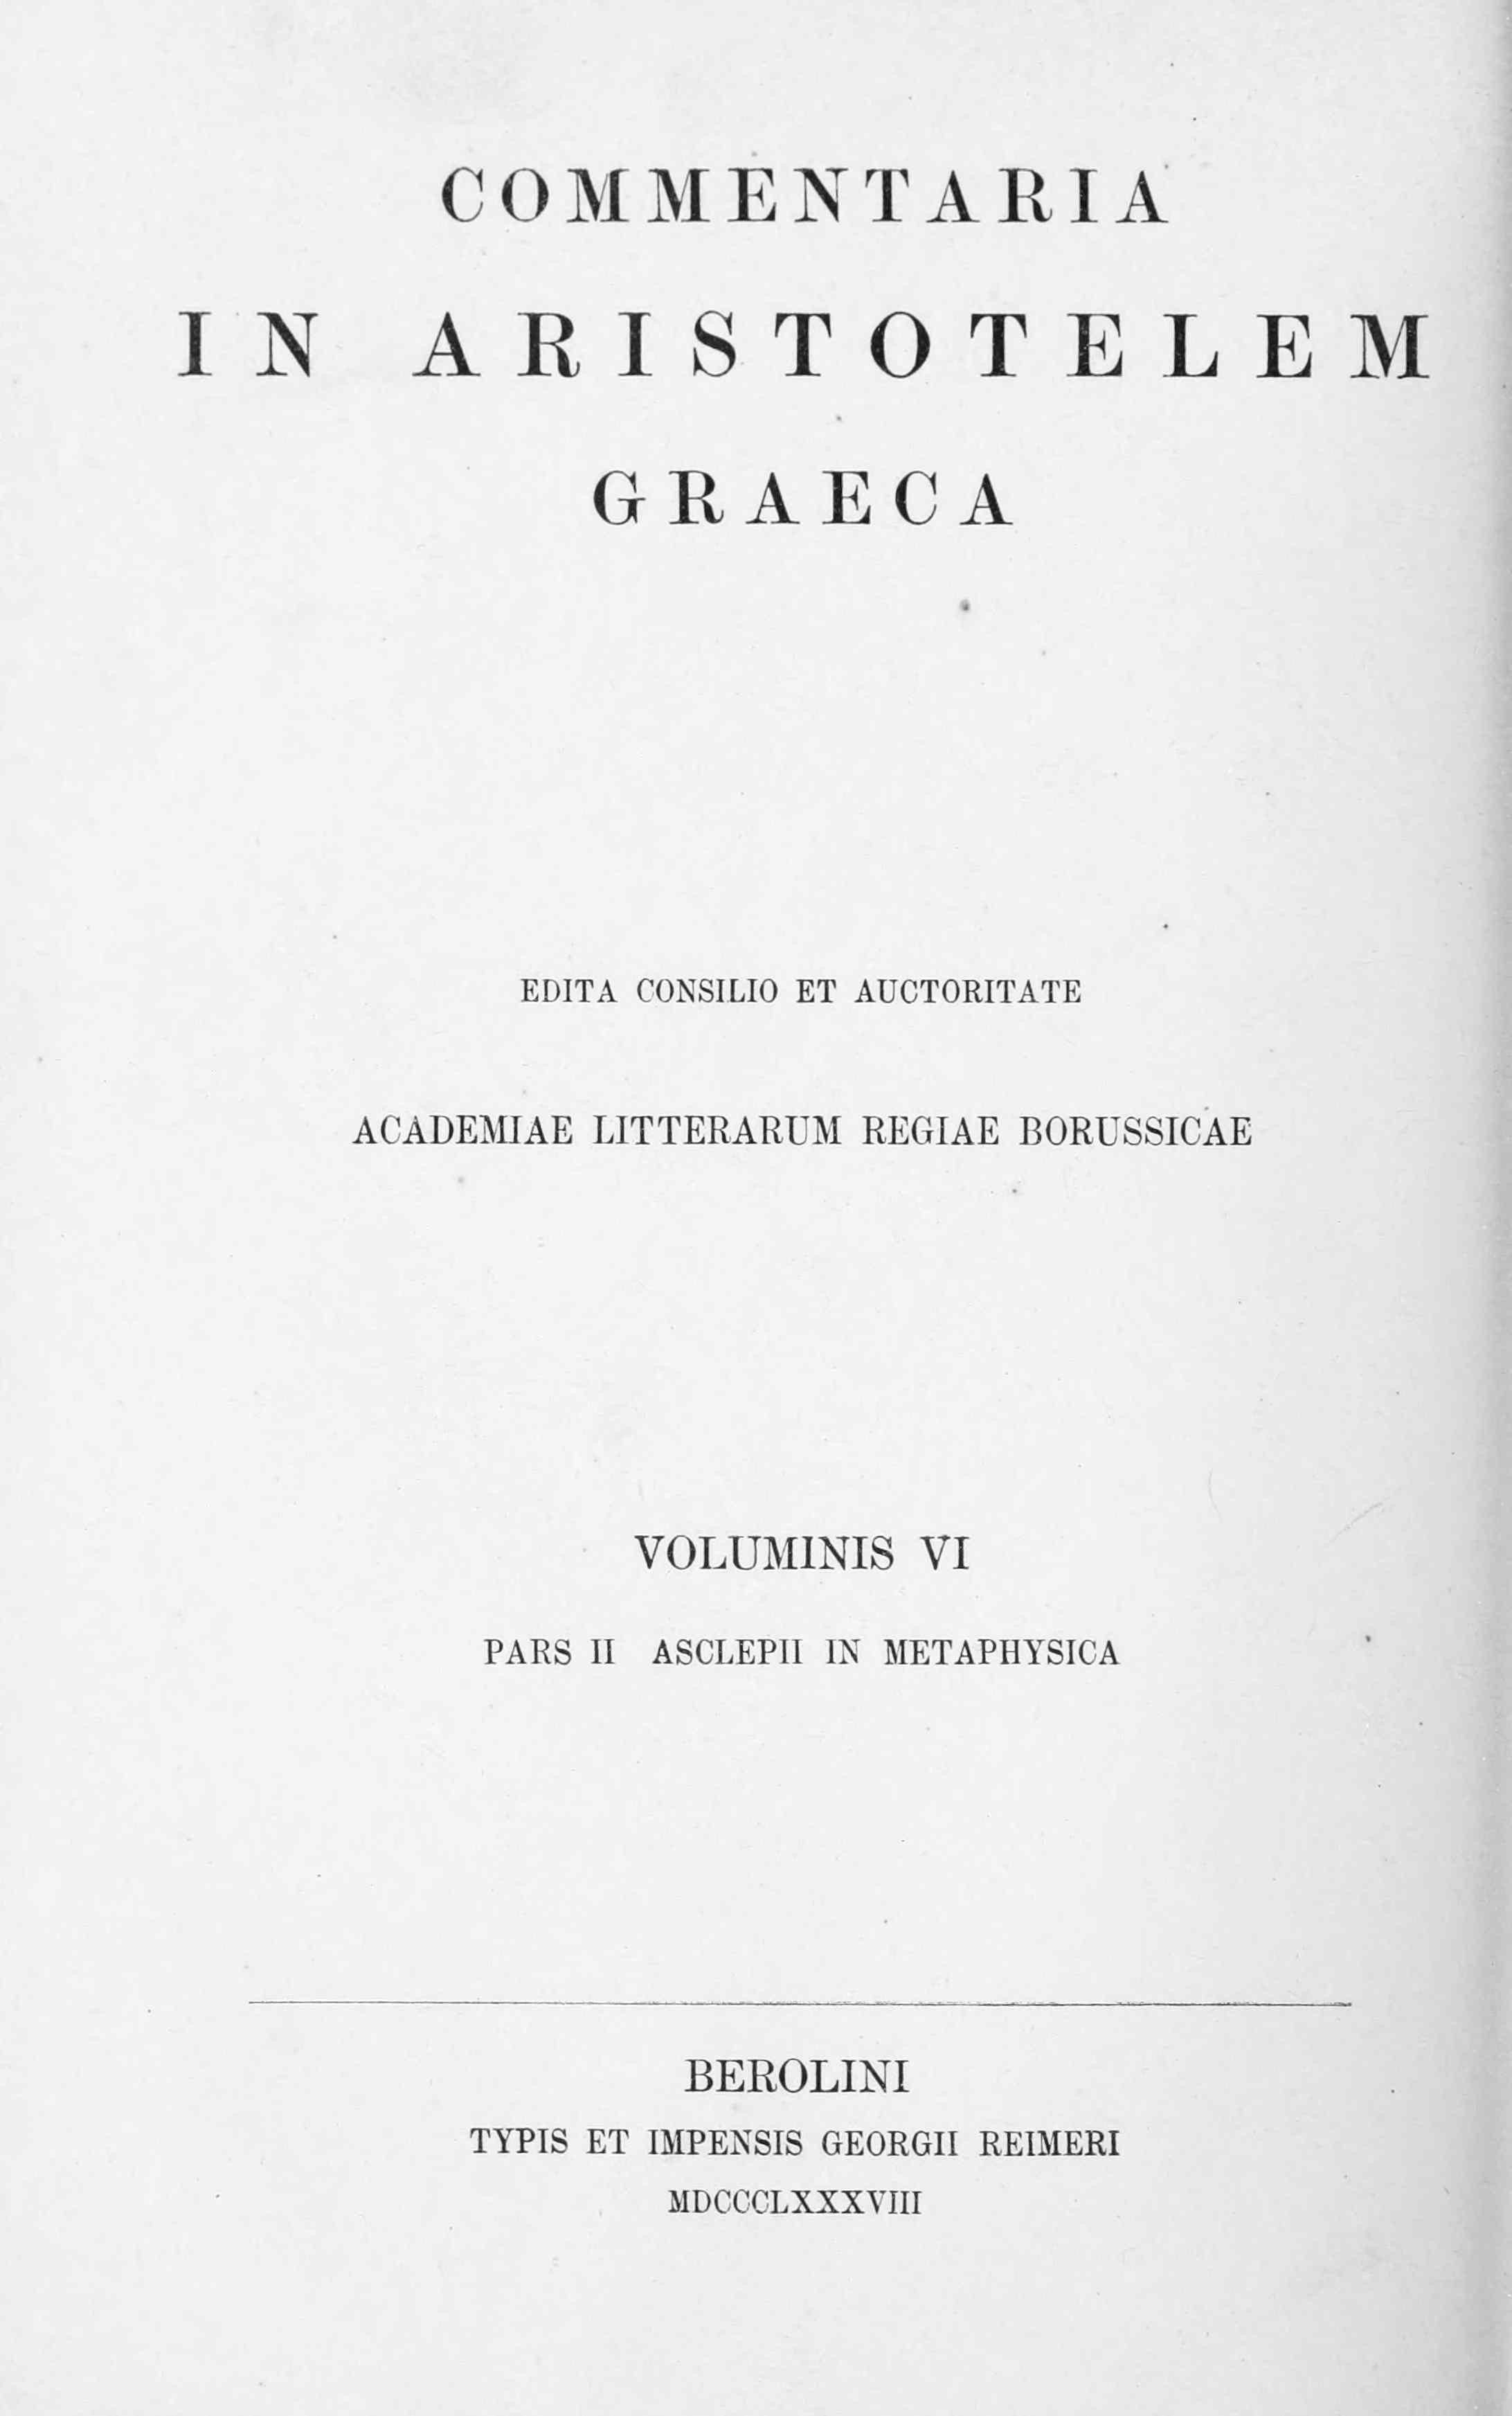 COMMENTARIA
IN ARISTOTELEM
GRAECA
EDITA CONSILIO ET AUCTORITATE
ACADEMIAE LITTERARUM REGIAE BORUSSICAE
VOLUMINIS VI
PARS II ASCLEPII IN METAPHYSICA
BEROLINI
TYPIS ET IMPENSIS GEORGII REIMERI
MDCCCLXXXVIII